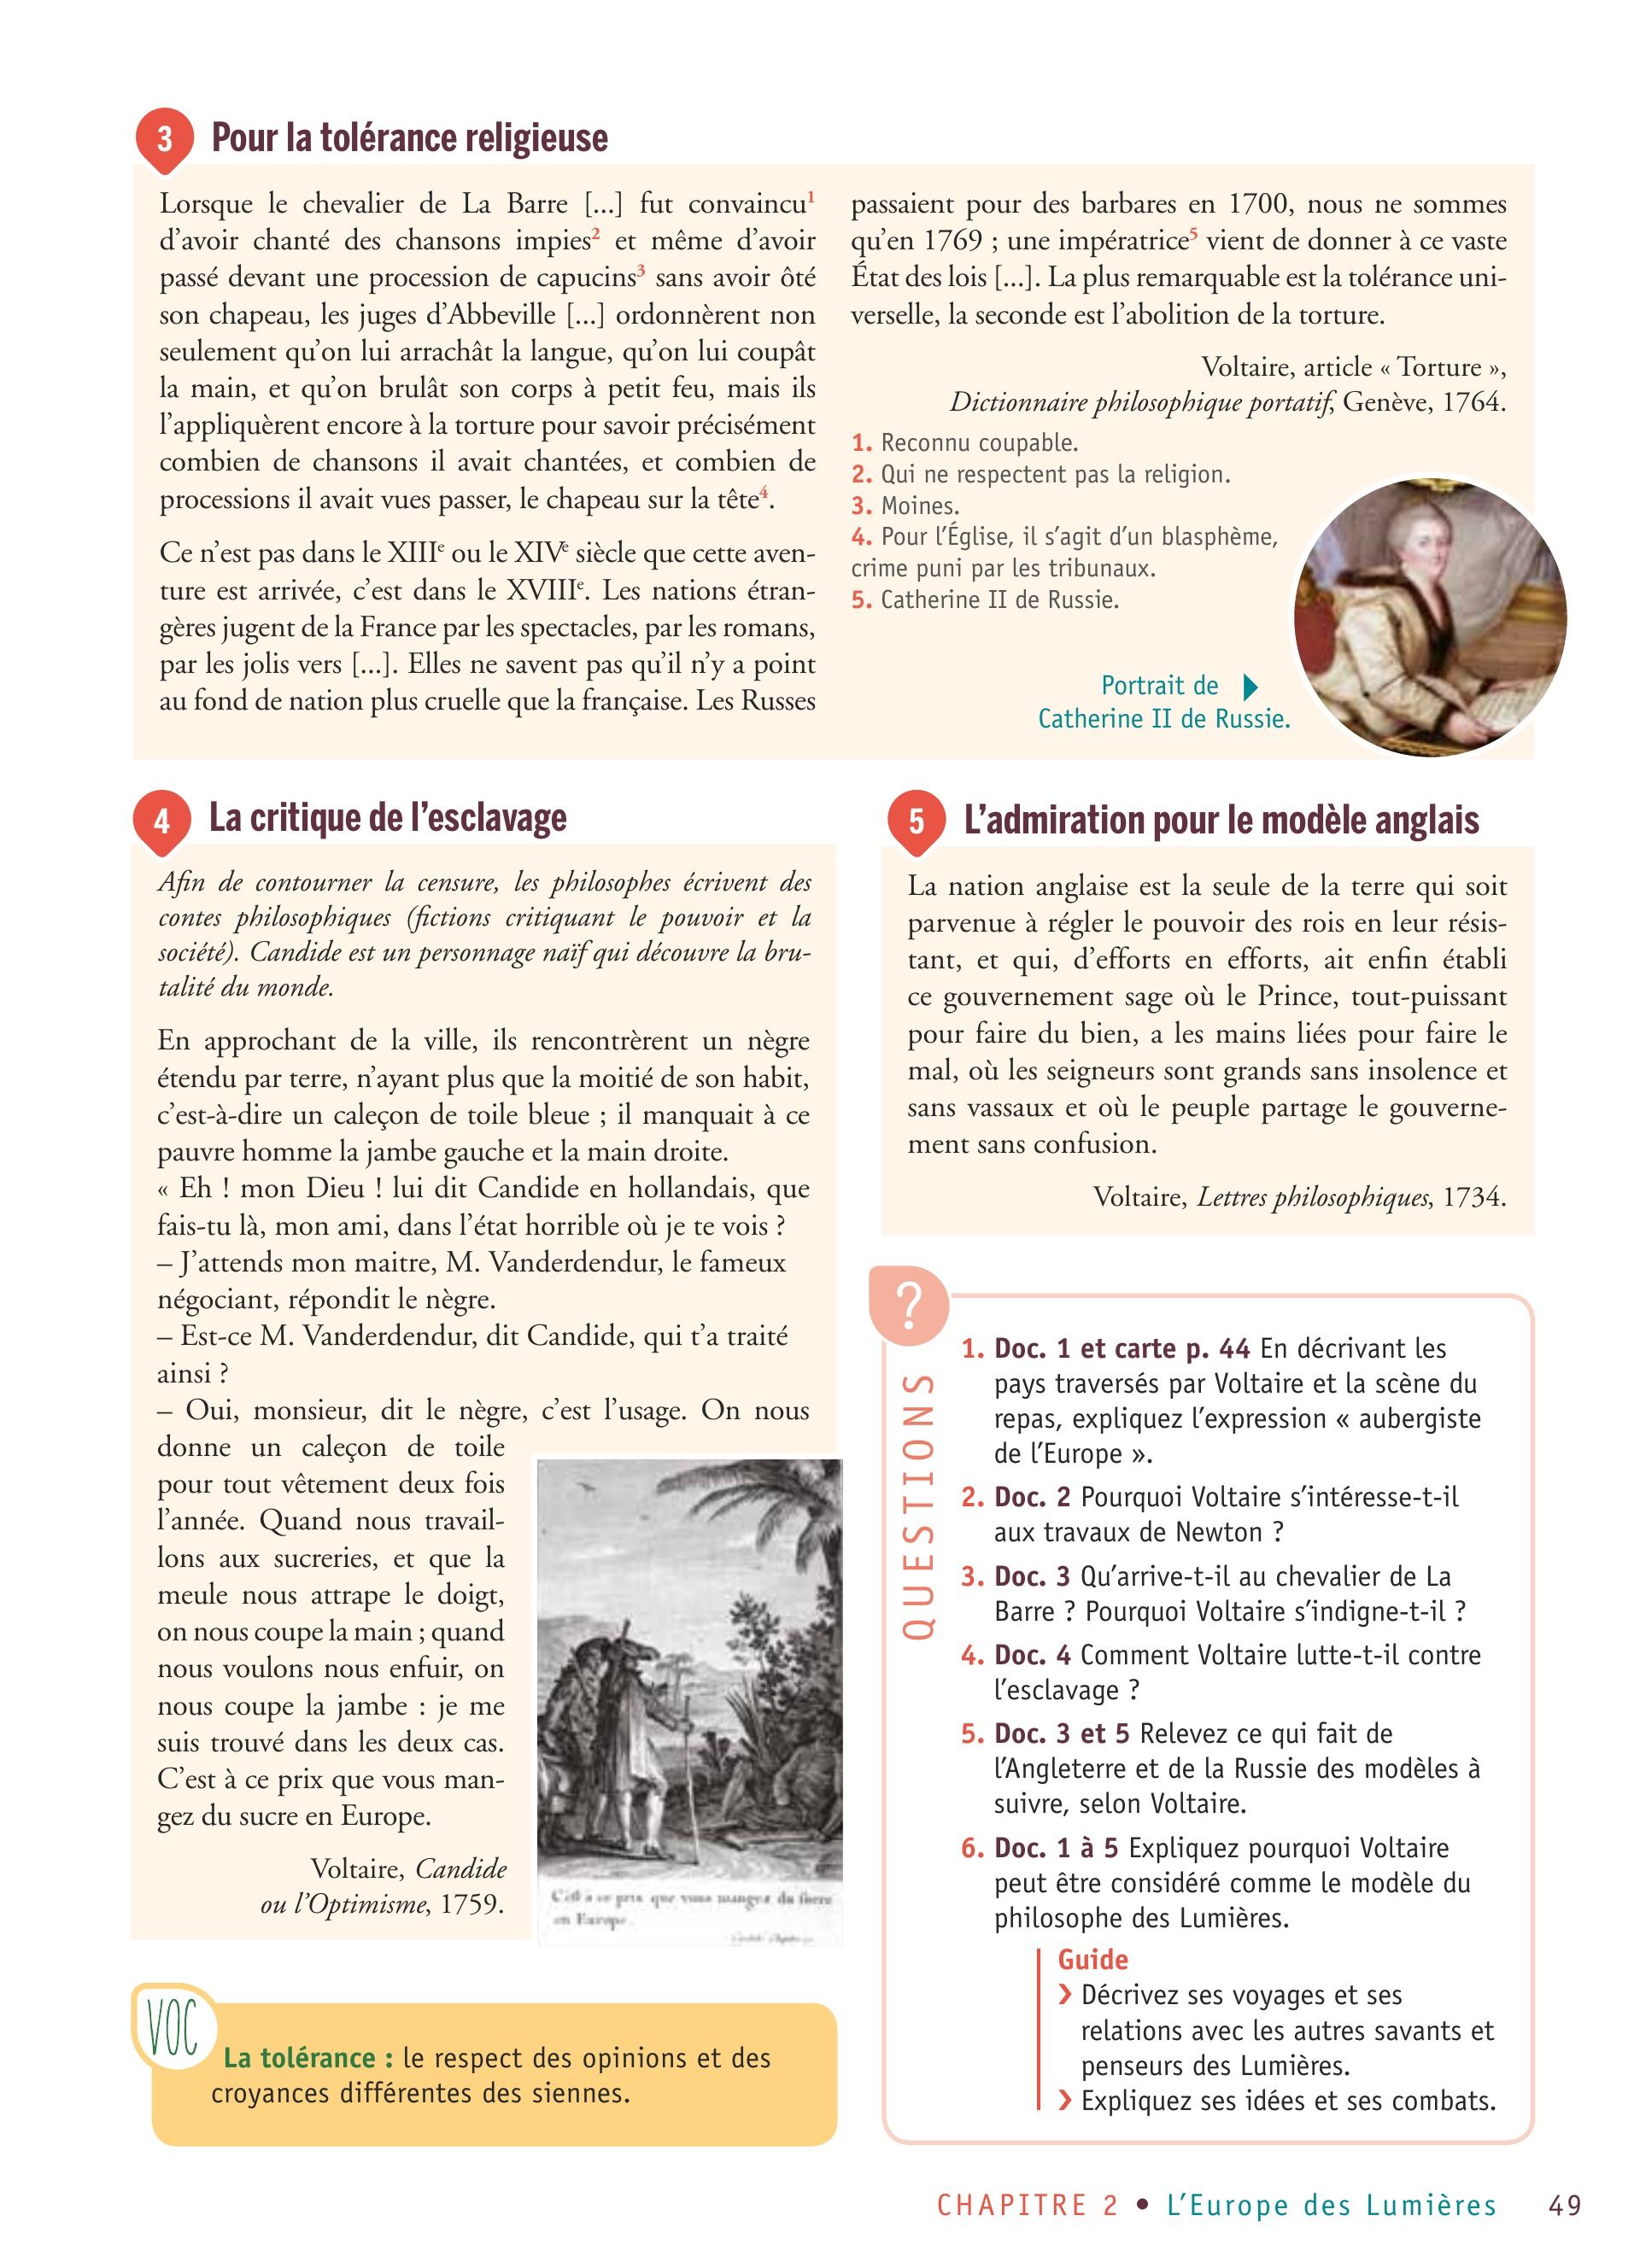 3 Pour la tolérance religieuse
Lorsque le chevalier de La Barre [...] fut convaincu¹
d’avoir chanté des chansons impies² et même d’avoir
passé devant une procession de capucins³ sans avoir ôté
son chapeau, les juges d’Abbeville [...] ordonnèrent non
seulement qu’on lui arrachât la langue, qu’on lui coupât
la main, et qu’on brulât son corps à petit feu, mais ils
l’appliquèrent encore à la torture pour savoir précisément
combien de chansons il avait chantées, et combien de
processions il avait vues passer, le chapeau sur la tête⁴.
Ce n’est pas dans le XIIIᵉ ou le XIVᵉ siècle que cette aven-
ture est arrivée, c’est dans le XVIIIᵉ. Les nations étran-
gères jugent de la France par les spectacles, par les romans,
par les jolis vers [...]. Elles ne savent pas qu’il n’y a point
au fond de nation plus cruelle que la française. Les Russes
passaient pour des barbares en 1700, nous ne sommes
qu’en 1769 ; une impératrice⁵ vient de donner à ce vaste
État des lois [...]. La plus remarquable est la tolérance uni-
verselle, la seconde est l’abolition de la torture.
Voltaire, article « Torture »,
Dictionnaire philosophique portatif, Genève, 1764.
1. Reconnu coupable.
2. Qui ne respectent pas la religion.
3. Moines.
4. Pour l’Église, il s’agit d’un blasphème,
crime puni par les tribunaux.
5. Catherine II de Russie.
Portrait de
Catherine II de Russie.
4 La critique de l’esclavage
Afin de contourner la censure, les philosophes écrivent des
contes philosophiques (fictions critiquant le pouvoir et la
société). Candide est un personnage naïf qui découvre la bru-
talité du monde.
En approchant de la ville, ils rencontrèrent un nègre
étendu par terre, n’ayant plus que la moitié de son habit,
c’est-à-dire un caleçon de toile bleue ; il manquait à ce
pauvre homme la jambe gauche et la main droite.
« Eh ! mon Dieu ! lui dit Candide en hollandais, que
fais-tu là, mon ami, dans l’état horrible où je te vois ?
– J’attends mon maitre, M. Vanderdendur, le fameux
négociant, répondit le nègre.
– Est-ce M. Vanderdendur, dit Candide, qui t’a traité
ainsi ?
– Oui, monsieur, dit le nègre, c’est l’usage. On nous
donne un caleçon de toile
pour tout vêtement deux fois
l’année. Quand nous travail-
lons aux sucreries, et que la
meule nous attrape le doigt,
on nous coupe la main ; quand
nous voulons nous enfuir, on
nous coupe la jambe : je me
suis trouvé dans les deux cas.
C’est à ce prix que vous man-
gez du sucre en Europe.
Voltaire, Candide
ou l’Optimisme, 1759.
C'est a ce prix que vous mangez du sucre
en Europe
VOC
La tolérance : le respect des opinions et des
croyances différentes des siennes.
5 L’admiration pour le modèle anglais
La nation anglaise est la seule de la terre qui soit
parvenue à régler le pouvoir des rois en leur résis-
tant, et qui, d’efforts en efforts, ait enfin établi
ce gouvernement sage où le Prince, tout-puissant
pour faire du bien, a les mains liées pour faire le
mal, où les seigneurs sont grands sans insolence et
sans vassaux et où le peuple partage le gouverne-
ment sans confusion.
Voltaire, Lettres philosophiques, 1734.
?
QUESTIONS
1. Doc. 1 et carte p. 44 En décrivant les
pays traversés par Voltaire et la scène du
repas, expliquez l’expression « aubergiste
de l’Europe ».
2. Doc. 2 Pourquoi Voltaire s’intéresse-t-il
aux travaux de Newton ?
3. Doc. 3 Qu’arrive-t-il au chevalier de La
Barre ? Pourquoi Voltaire s’indigne-t-il ?
4. Doc. 4 Comment Voltaire lutte-t-il contre
l’esclavage ?
5. Doc. 3 et 5 Relevez ce qui fait de
l’Angleterre et de la Russie des modèles à
suivre, selon Voltaire.
6. Doc. 1 à 5 Expliquez pourquoi Voltaire
peut être considéré comme le modèle du
philosophe des Lumières.
Guide
❯ Décrivez ses voyages et ses
relations avec les autres savants et
penseurs des Lumières.
❯ Expliquez ses idées et ses combats.
CHAPITRE 2 • L’Europe des Lumières 49